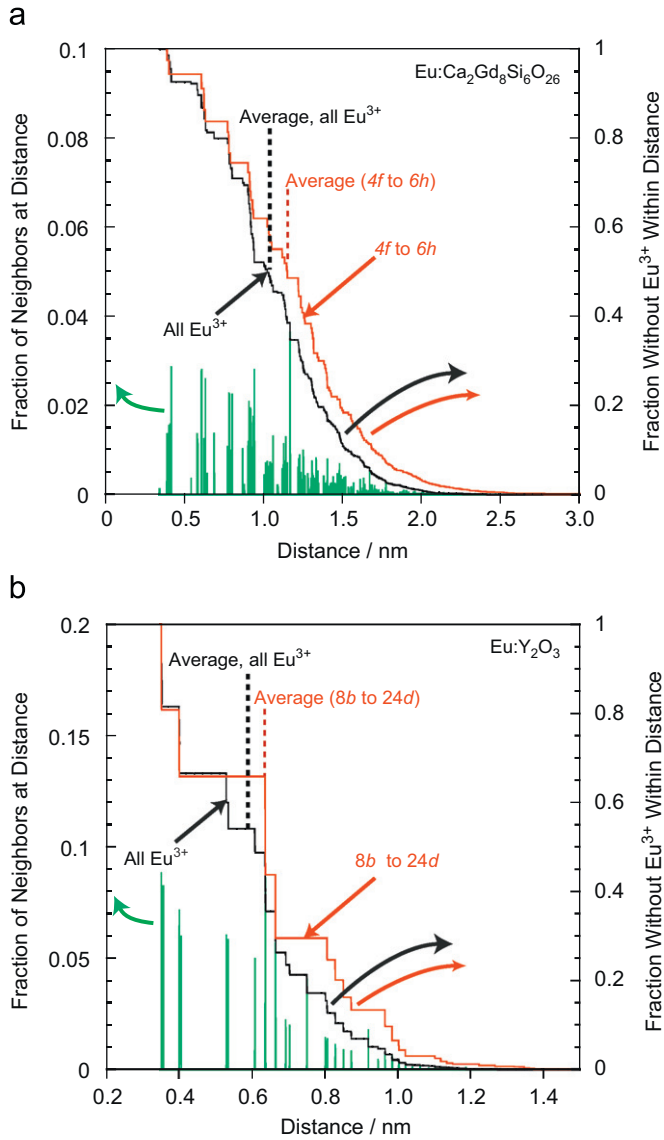 a
Eu:Ca₂Gd₈Si₆O₂₆
Fraction of Neighbors at Distance
0.1
0.08
0.06
0.04
0.02
0
Average, all Eu³⁺
Average (4f to 6h)
4f to 6h
All Eu³⁺
1
0.8
0.6
0.4
0.2
0
Fraction Without Eu³⁺ Within Distance
0 0.5 1.0 1.5 2.0 2.5 3.0
Distance / nm
b
Eu:Y₂O₃
Fraction of Neighbors at Distance
0.2
0.15
0.1
0.05
0
Average, all Eu³⁺
Average (8b to 24d)
All Eu³⁺
8b to 24d
1
0.8
0.6
0.4
0.2
0
Fraction Without Eu³⁺ Within Distance
0.2 0.4 0.6 0.8 1.0 1.2 1.4
Distance / nm